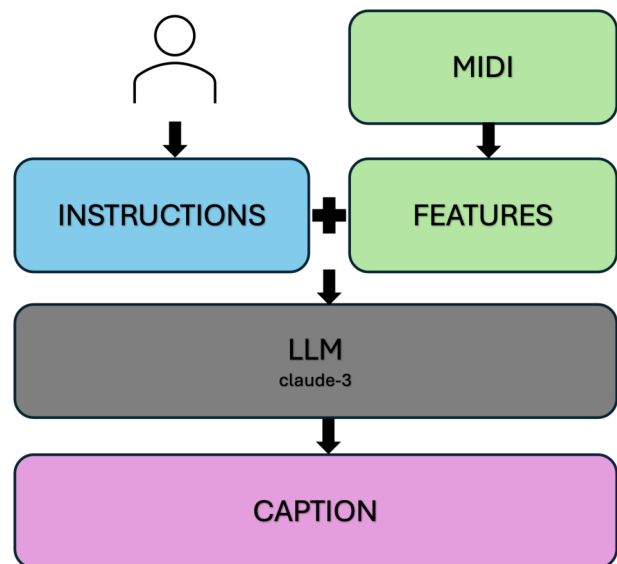 MIDI
INSTRUCTIONS
FEATURES
LLM
claude-3
CAPTION